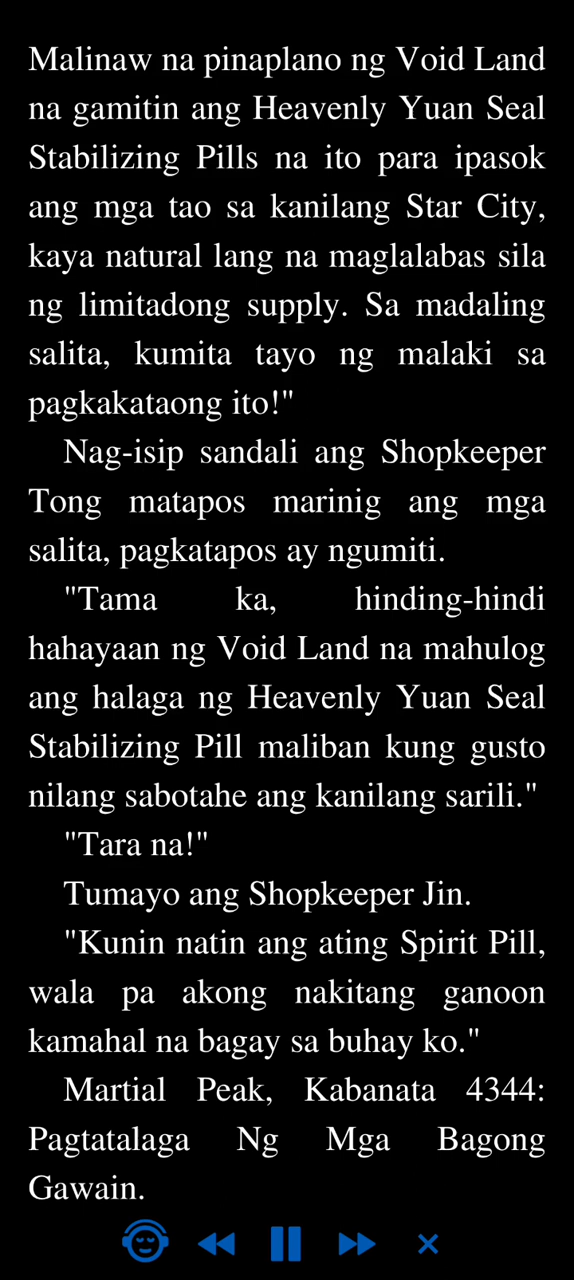 Malinaw na pinaplano ng Void Land
na gamitin ang Heavenly Yuan Seal
Stabilizing Pills na ito para ipasok
ang mga tao sa kanilang Star City,
kaya natural lang na maglalabas sila
ng limitadong supply. Sa madaling
salita, kumita tayo ng malaki sa
pagkakataong ito!"
Nag-isip sandali ang Shopkeeper
Tong matapos marinig ang mga
salita, pagkatapos ay ngumiti.
"Tama ka, hinding-hindi
hahayaan ng Void Land na mahulog
ang halaga ng Heavenly Yuan Seal
Stabilizing Pill maliban kung gusto
nilang sabotahe ang kanilang sarili."
"Tara na!"
Tumayo ang Shopkeeper Jin.
"Kunin natin ang ating Spirit Pill,
wala pa akong nakitang ganoon
kamahal na bagay sa buhay ko."
Martial Peak, Kabanata 4344:
Pagtatalaga Ng Mga Bagong
Gawain.